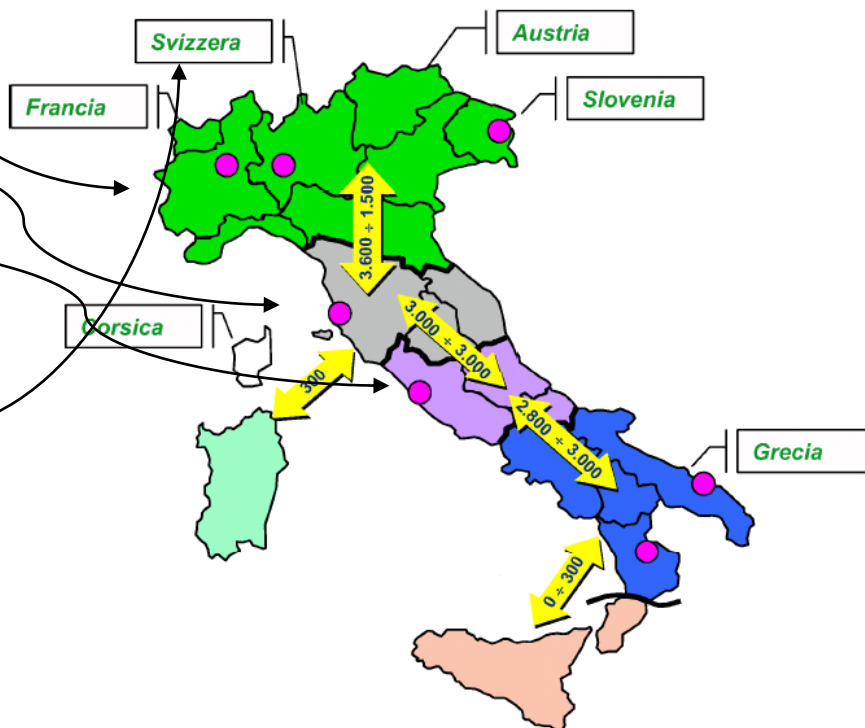 Austria
Svizzera
Slovenia
Francia
3.600 ÷ 1.500
Corsica
3.000 ÷ 3.000
300
2.800 ÷ 3.000
Grecia
0 ÷ 300